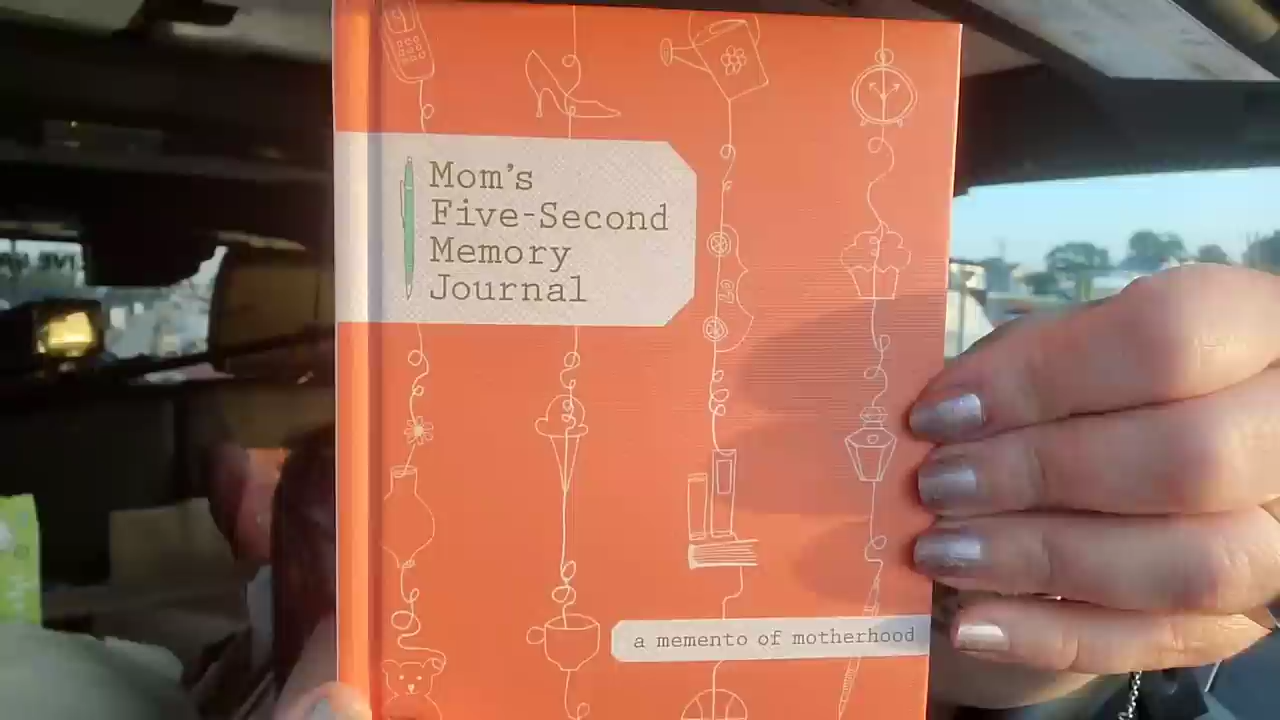 Mom's
Five-Second
Memory
Journal
a memento of motherhood